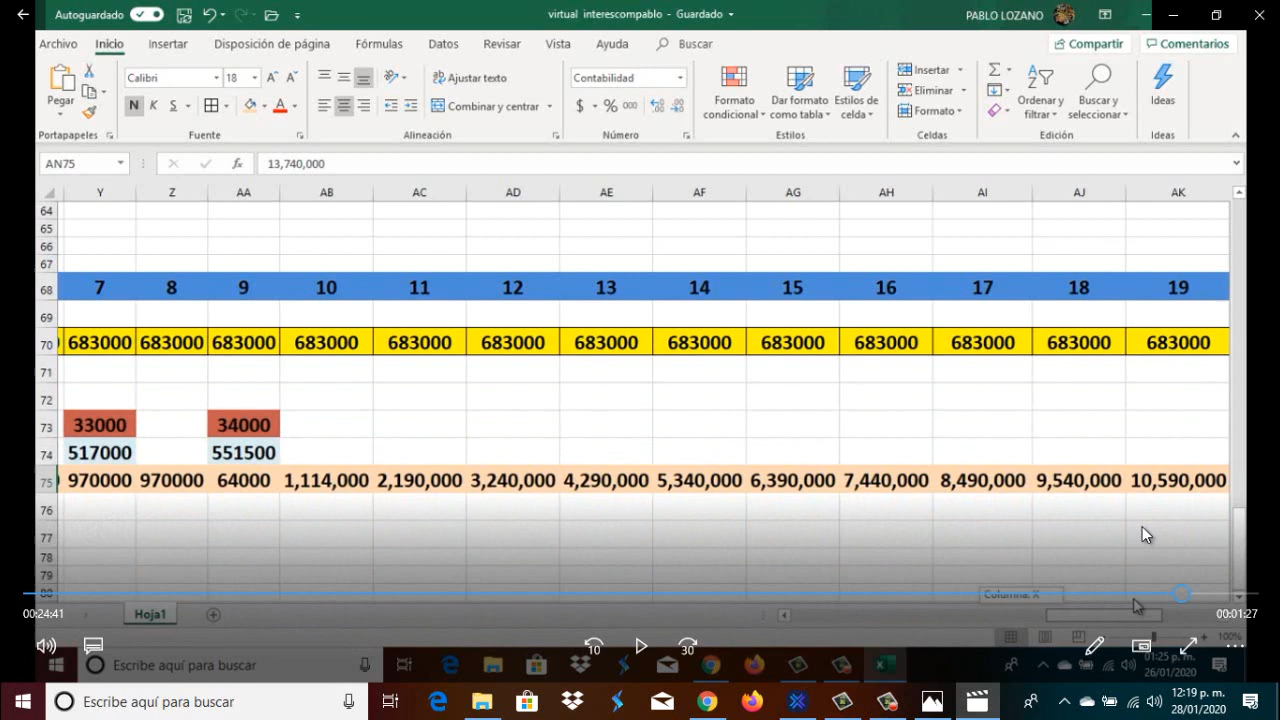 Autoguardado
virtual interescompablo - Guardado
PABLO LOZANO
Archivo Inicio Insertar Disposición de página Fórmulas Datos Revisar Vista Ayuda Buscar Compartir Comentarios
Pegar
Calibri 18
N K S
Ajustar texto
Combinar y centrar
Contabilidad
$ % 000
Formato condicional
Dar formato como tabla
Estilos de celda
Insertar
Eliminar
Formato
Ordenar y filtrar
Buscar y seleccionar
Ideas
Portapapeles Fuente Alineación Número Estilos Celdas Edición Ideas
AN75 fx 13,740,000
Y Z AA AB AC AD AE AF AG AH AI AJ AK
64
65
66
67
68 7 8 9 10 11 12 13 14 15 16 17 18 19
69
70 683000 683000 683000 683000 683000 683000 683000 683000 683000 683000 683000 683000 683000
71
72
73 33000 34000
74 517000 551500
75 970000 970000 64000 1,114,000 2,190,000 3,240,000 4,290,000 5,340,000 6,390,000 7,440,000 8,490,000 9,540,000 10,590,000
76
77
78
79
80
00:24:41 Hoja1 00:01:27
100%
10 30
Escribe aquí para buscar 01:25 p. m.
26/01/2020
Escribe aquí para buscar 12:19 p. m.
28/01/2020